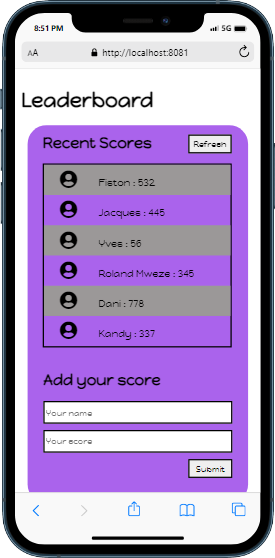 8:51 PM
5G
AA http://localhost:8081
Leaderboard
Recent Scores
Refresh
Fiston : 532
Jacques : 445
Yves : 56
Roland Mweze : 345
Dani : 778
Kandy : 337
Add your score
Your name
Your score
Submit